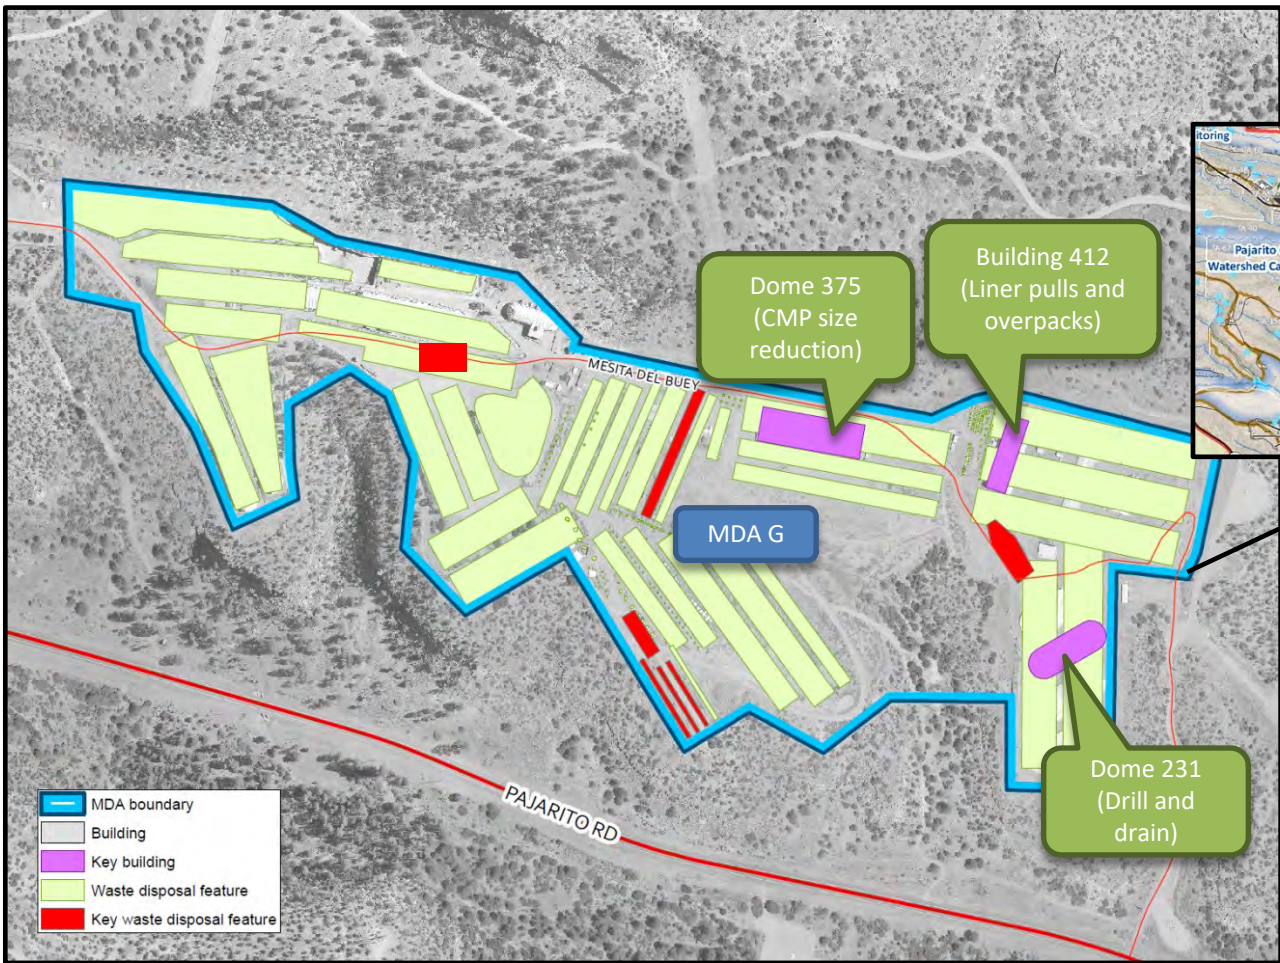 itoring
Pajarito
Watershed Ca
Building 412
(Liner pulls and
overpacks)
Dome 375
(CMP size
reduction)
MESITA DEL BUEY
MDA G
Dome 231
(Drill and
drain)
PAJARITO RD
MDA boundary
Building
Key building
Waste disposal feature
Key waste disposal feature